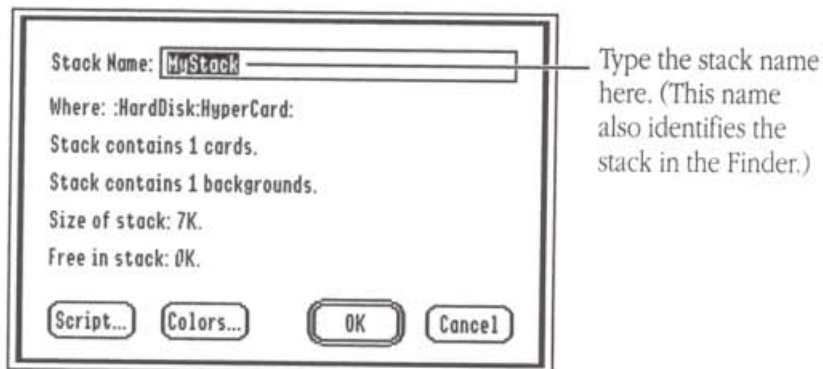 Stack Name: MyStack
Where: :HardDisk:HyperCard:
Stack contains 1 cards.
Stack contains 1 backgrounds.
Size of stack: 7K.
Free in stack: 0K.
Script...) Colors... OK Cancel
Type the stack name
here. (This name
also identifies the
stack in the Finder.)